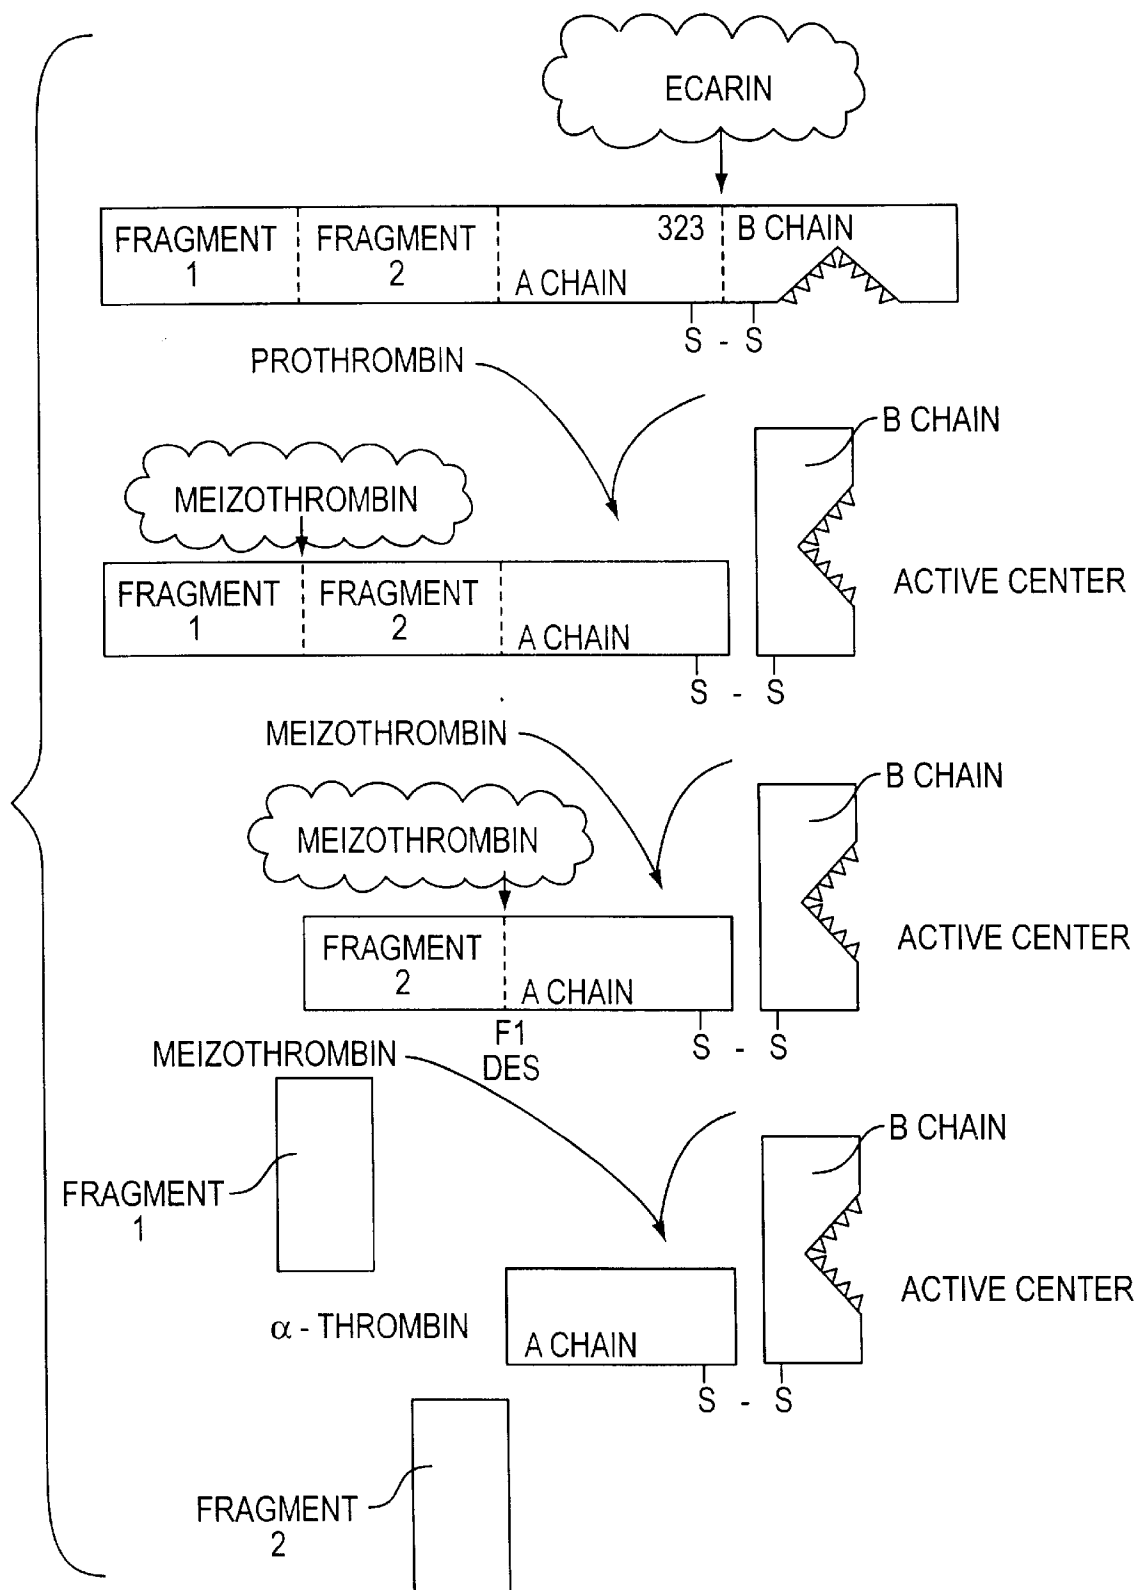 ECARIN
FRAGMENT
1
FRAGMENT
2
A CHAIN
323
B CHAIN
S - S
PROTHROMBIN
B CHAIN
MEIZOTHROMBIN
FRAGMENT
1
FRAGMENT
2
A CHAIN
ACTIVE CENTER
S - S
MEIZOTHROMBIN
B CHAIN
MEIZOTHROMBIN
FRAGMENT
2
A CHAIN
ACTIVE CENTER
F1
DES
S - S
MEIZOTHROMBIN
B CHAIN
FRAGMENT
1
ACTIVE CENTER
α - THROMBIN
A CHAIN
S - S
FRAGMENT
2